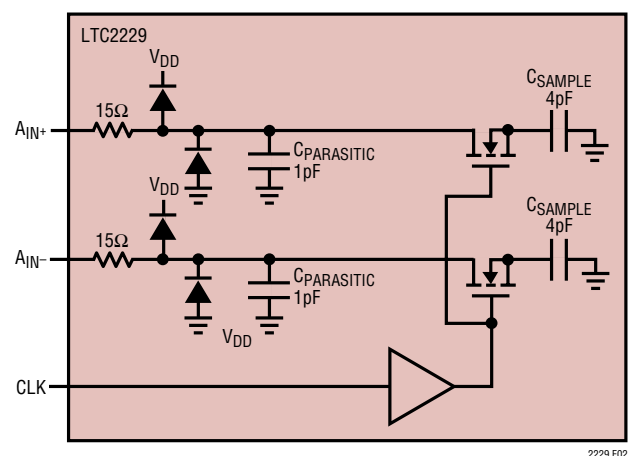 LTC2229
VDD
15Ω
AIN+
CSAMPLE
4pF
CPARASITIC
1pF
VDD
15Ω
AIN–
CSAMPLE
4pF
CPARASITIC
1pF
VDD
CLK
2229 F02